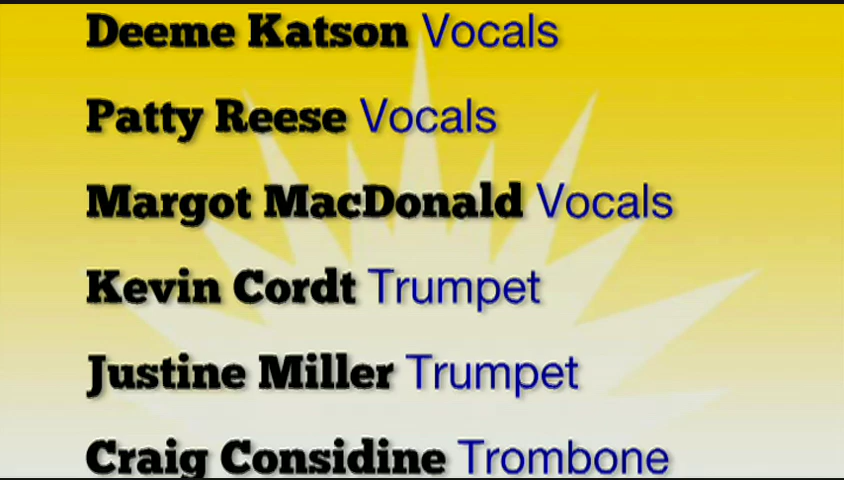 Deeme Katson Vocals
Patty Reese Vocals
Margot MacDonald Vocals
Kevin Cordt Trumpet
Justine Miller Trumpet
Craig Considine Trombone